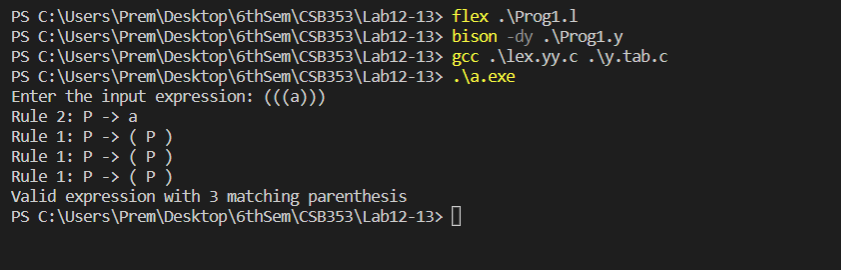 PS C:\Users\Prem\Desktop\6thSem\CSB353\Lab12-13> flex .\Prog1.l
PS C:\Users\Prem\Desktop\6thSem\CSB353\Lab12-13> bison -dy .\Prog1.y
PS C:\Users\Prem\Desktop\6thSem\CSB353\Lab12-13> gcc .\lex.yy.c .\y.tab.c
PS C:\Users\Prem\Desktop\6thSem\CSB353\Lab12-13> .\a.exe
Enter the input expression: (((a)))
Rule 2: P -> a
Rule 1: P -> ( P )
Rule 1: P -> ( P )
Rule 1: P -> ( P )
Valid expression with 3 matching parenthesis
PS C:\Users\Prem\Desktop\6thSem\CSB353\Lab12-13>